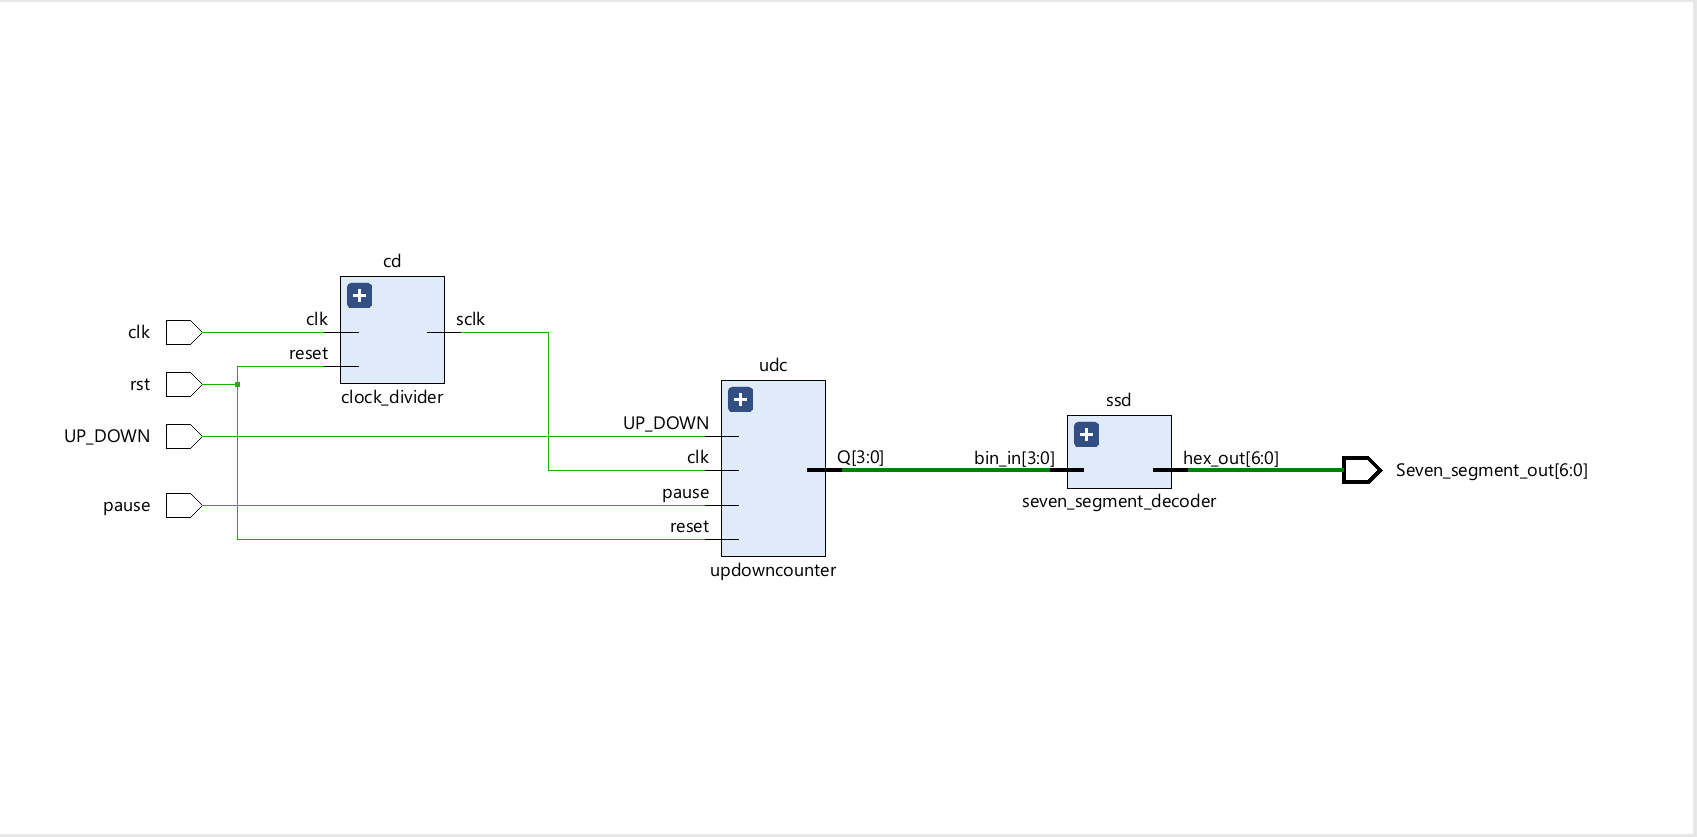 cd
clk
clk
sclk
reset
rst
clock_divider
UP_DOWN
pause
udc
UP_DOWN
clk
pause
reset
Q[3:0]
updowncounter
ssd
bin_in[3:0]
hex_out[6:0]
seven_segment_decoder
Seven_segment_out[6:0]